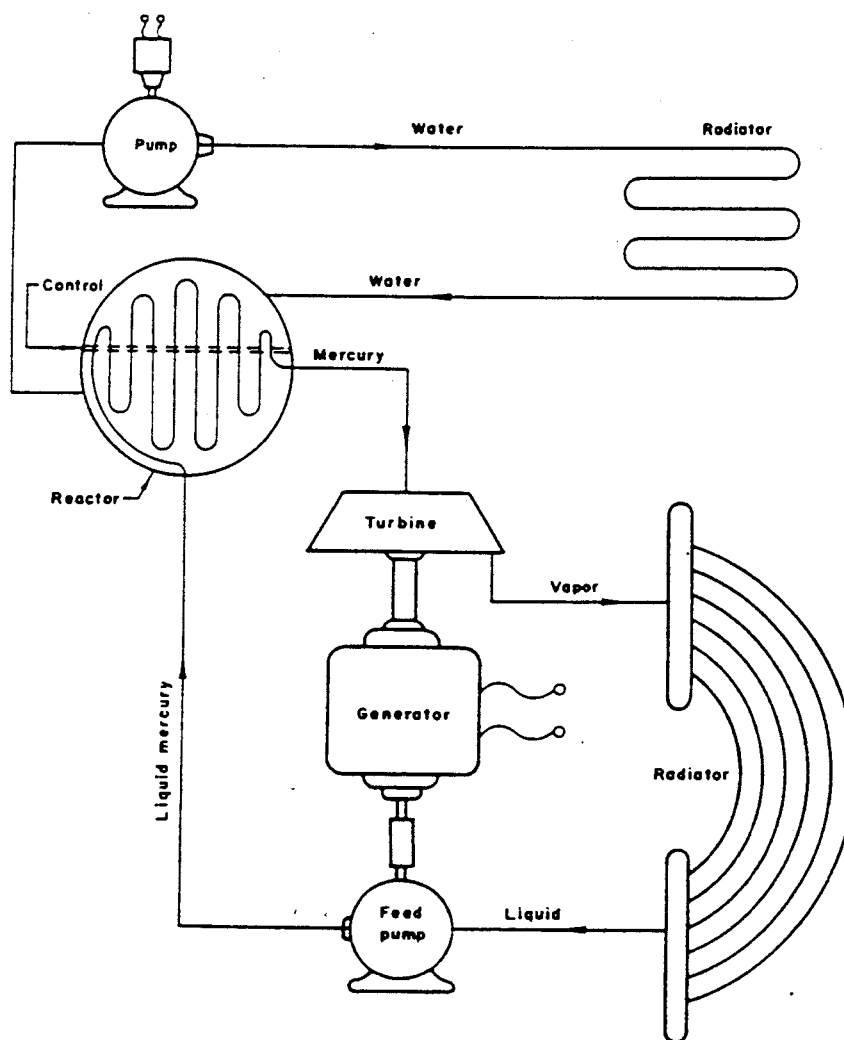 Pump
Water
Radiator
Control
Water
Mercury
Reactor
Turbine
Vapor
Generator
Liquid mercury
Radiator
Feed
pump
Liquid